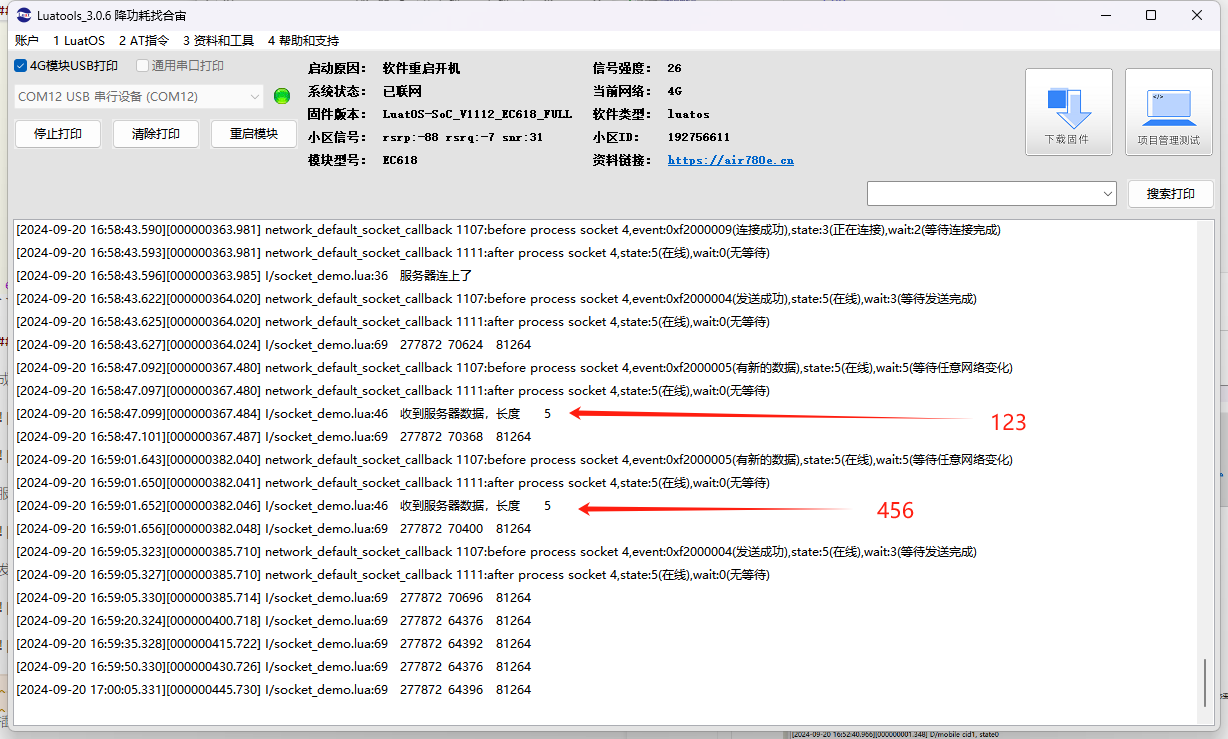 Luatools_3.0.6 降功耗找合宙
账户 1 LuatOS 2 AT指令 3 资料和工具 4 帮助和支持
4G模块USB打印 通用串口打印
COM12 USB 串行设备 (COM12)
停止打印 清除打印 重启模块
启动原因： 软件重启开机 信号强度： 26
系统状态： 已联网 当前网络： 4G
固件版本： LuatOS-SoC_V1112_EC618_FULL 软件类型： luatos
小区信号： rsrp:-88 rsrq:-7 snr:31 小区ID： 192756611
模块型号： EC618 资料链接： https://air780e.cn
下载固件 项目管理测试
搜索打印
[2024-09-20 16:58:43.590][000000363.981] network_default_socket_callback 1107:before process socket 4,event:0xf2000009(连接成功),state:3(正在连接),wait:2(等待连接完成)
[2024-09-20 16:58:43.593][000000363.981] network_default_socket_callback 1111:after process socket 4,state:5(在线),wait:0(无等待)
[2024-09-20 16:58:43.596][000000363.985] I/socket_demo.lua:36 服务器连上了
[2024-09-20 16:58:43.622][000000364.020] network_default_socket_callback 1107:before process socket 4,event:0xf2000004(发送成功),state:5(在线),wait:3(等待发送完成)
[2024-09-20 16:58:43.625][000000364.020] network_default_socket_callback 1111:after process socket 4,state:5(在线),wait:0(无等待)
[2024-09-20 16:58:43.627][000000364.024] I/socket_demo.lua:69 277872 70624 81264
[2024-09-20 16:58:47.092][000000367.480] network_default_socket_callback 1107:before process socket 4,event:0xf2000005(有新的数据),state:5(在线),wait:5(等待任意网络变化)
[2024-09-20 16:58:47.097][000000367.480] network_default_socket_callback 1111:after process socket 4,state:5(在线),wait:0(无等待)
[2024-09-20 16:58:47.099][000000367.484] I/socket_demo.lua:46 收到服务器数据，长度 5
123
[2024-09-20 16:58:47.101][000000367.487] I/socket_demo.lua:69 277872 70368 81264
[2024-09-20 16:59:01.643][000000382.040] network_default_socket_callback 1107:before process socket 4,event:0xf2000005(有新的数据),state:5(在线),wait:5(等待任意网络变化)
[2024-09-20 16:59:01.650][000000382.041] network_default_socket_callback 1111:after process socket 4,state:5(在线),wait:0(无等待)
[2024-09-20 16:59:01.652][000000382.046] I/socket_demo.lua:46 收到服务器数据，长度 5
456
[2024-09-20 16:59:01.656][000000382.048] I/socket_demo.lua:69 277872 70400 81264
[2024-09-20 16:59:05.323][000000385.710] network_default_socket_callback 1107:before process socket 4,event:0xf2000004(发送成功),state:5(在线),wait:3(等待发送完成)
[2024-09-20 16:59:05.327][000000385.710] network_default_socket_callback 1111:after process socket 4,state:5(在线),wait:0(无等待)
[2024-09-20 16:59:05.330][000000385.714] I/socket_demo.lua:69 277872 70696 81264
[2024-09-20 16:59:20.324][000000400.718] I/socket_demo.lua:69 277872 64376 81264
[2024-09-20 16:59:35.328][000000415.722] I/socket_demo.lua:69 277872 64392 81264
[2024-09-20 16:59:50.330][000000430.726] I/socket_demo.lua:69 277872 64376 81264
[2024-09-20 17:00:05.331][000000445.730] I/socket_demo.lua:69 277872 64396 81264
[2024-09-20 16:52:40.966][000000001.348] D/mobile cid1, state0